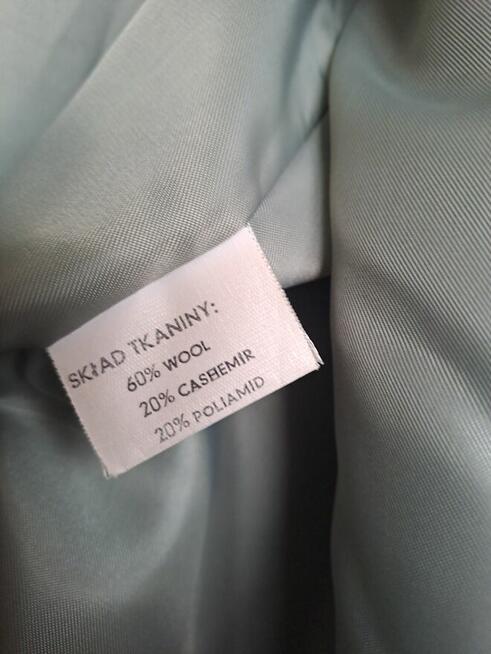 SKŁAD TKANINY:
60% WOOL
20% CASHEMIR
20% POLIAMID